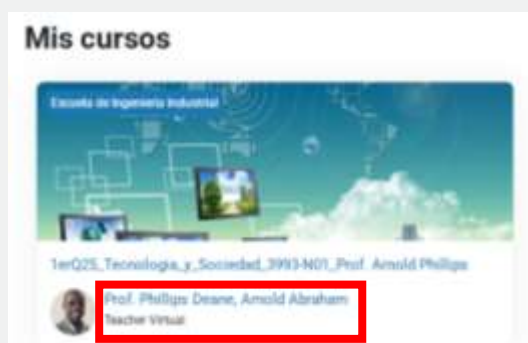 Mis cursos
Escuela de Ingeniería Industrial
1erQ25_Tecnologia_y_Sociedad_3993-N01_Prof. Arnold Phillips
Prof. Phillips Deane, Arnold Abraham
Teacher Virtual